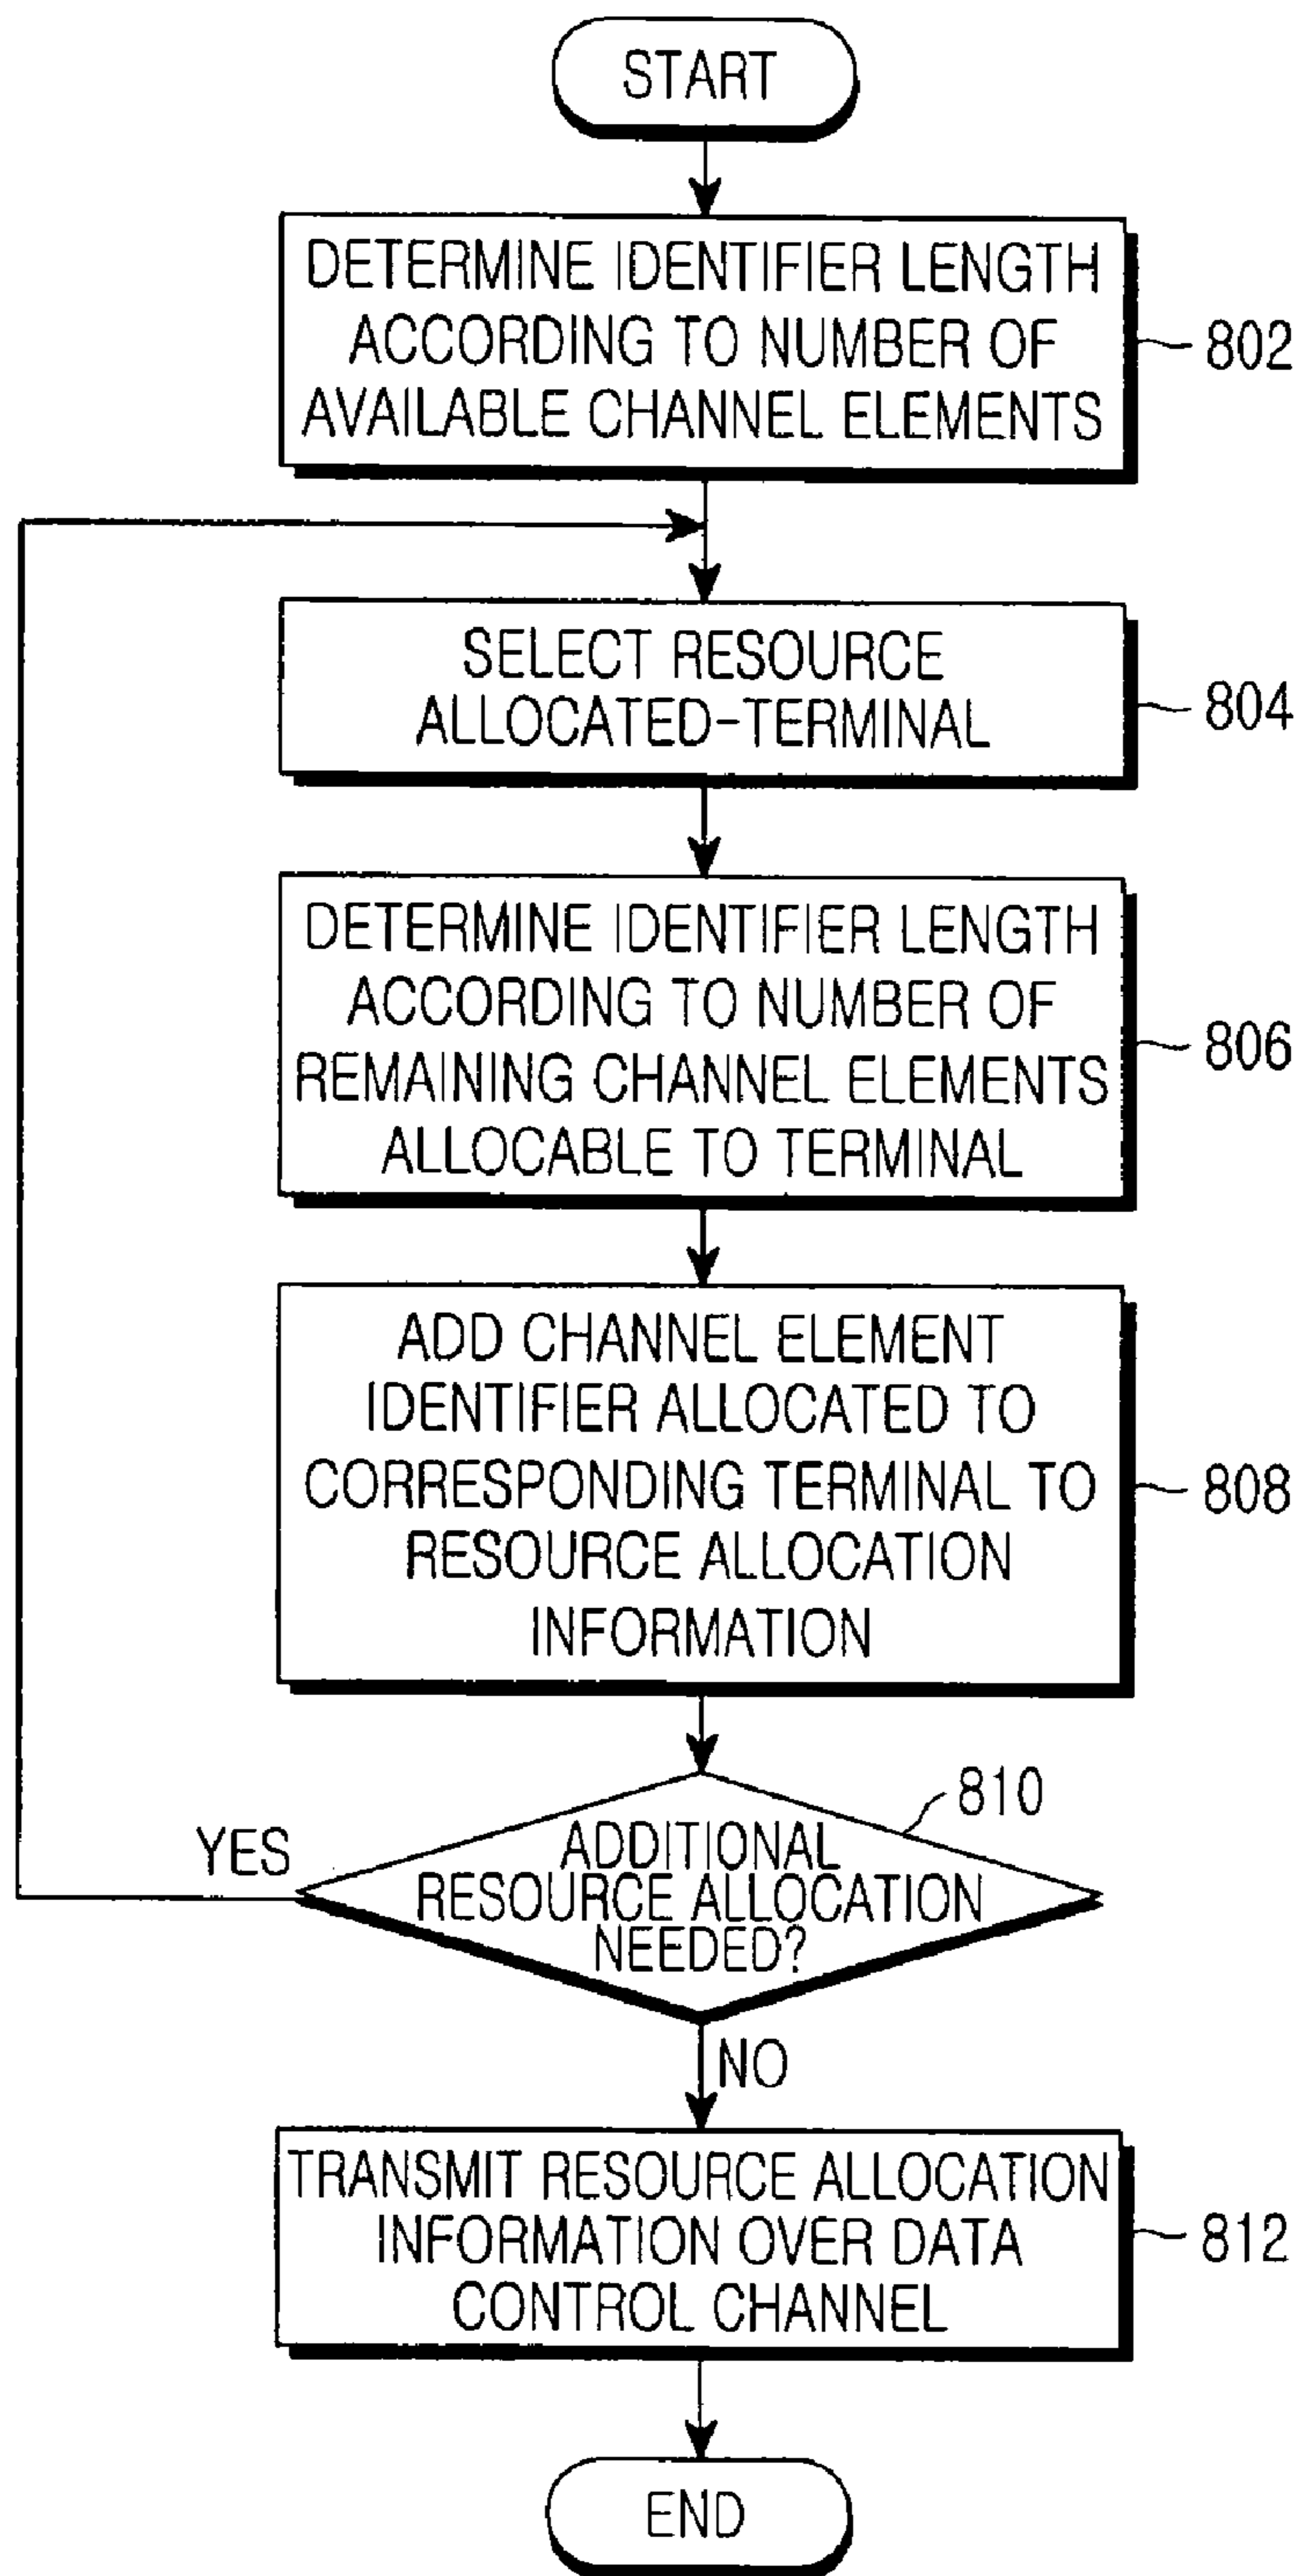 START
DETERMINE IDENTIFIER LENGTH
ACCORDING TO NUMBER OF
AVAILABLE CHANNEL ELEMENTS
802
SELECT RESOURCE
ALLOCATED-TERMINAL
804
DETERMINE IDENTIFIER LENGTH
ACCORDING TO NUMBER OF
REMAINING CHANNEL ELEMENTS
ALLOCABLE TO TERMINAL
806
ADD CHANNEL ELEMENT
IDENTIFIER ALLOCATED TO
CORRESPONDING TERMINAL TO
RESOURCE ALLOCATION
INFORMATION
808
810
YES
ADDITIONAL
RESOURCE ALLOCATION
NEEDED?
NO
TRANSMIT RESOURCE ALLOCATION
INFORMATION OVER DATA
CONTROL CHANNEL
812
END